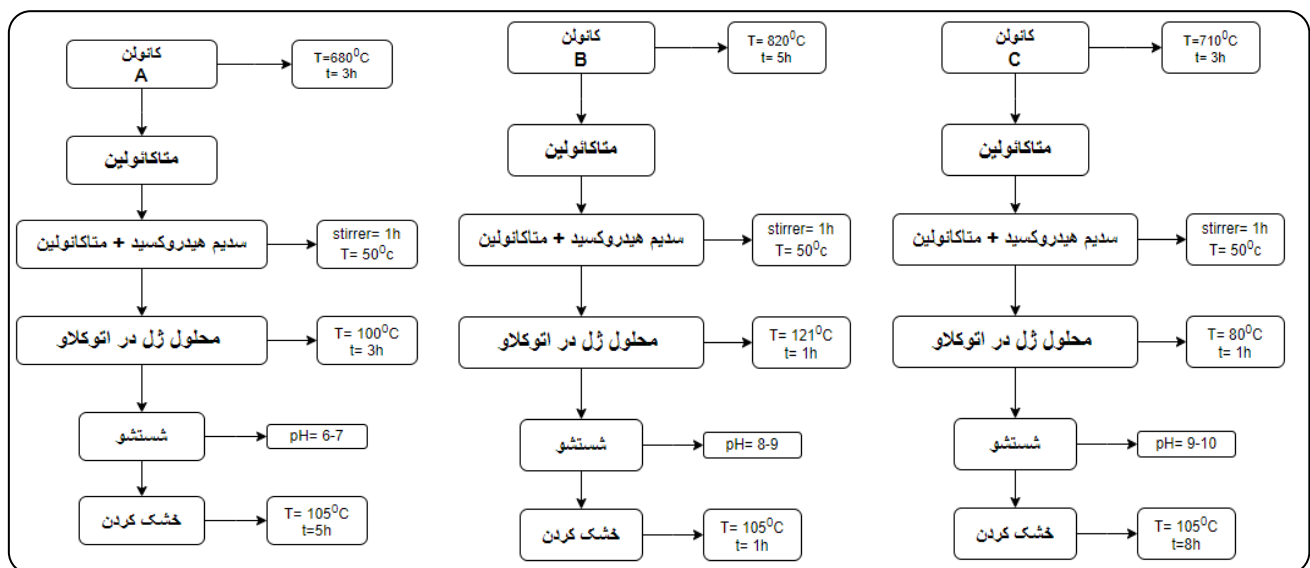 کائولن
A
T=680⁰C
t= 3h
متاکائولین
سدیم هیدروکسید + متاکائولین
stirrer= 1h
T= 50⁰c
محلول ژل در اتوکلاو
T= 100⁰C
t= 3h
شستشو
pH= 6-7
خشک کردن
T= 105⁰C
t=5h
کائولن
B
T= 820⁰C
t= 5h
متاکائولین
سدیم هیدروکسید + متاکائولین
stirrer= 1h
T= 50⁰c
محلول ژل در اتوکلاو
T= 121⁰C
t= 1h
شستشو
pH= 8-9
خشک کردن
T= 105⁰C
t= 1h
کائولن
C
T=710⁰C
t= 3h
متاکائولین
سدیم هیدروکسید + متاکائولین
stirrer= 1h
T= 50⁰c
محلول ژل در اتوکلاو
T= 80⁰C
t= 1h
شستشو
pH= 9-10
خشک کردن
T= 105⁰C
t=8h